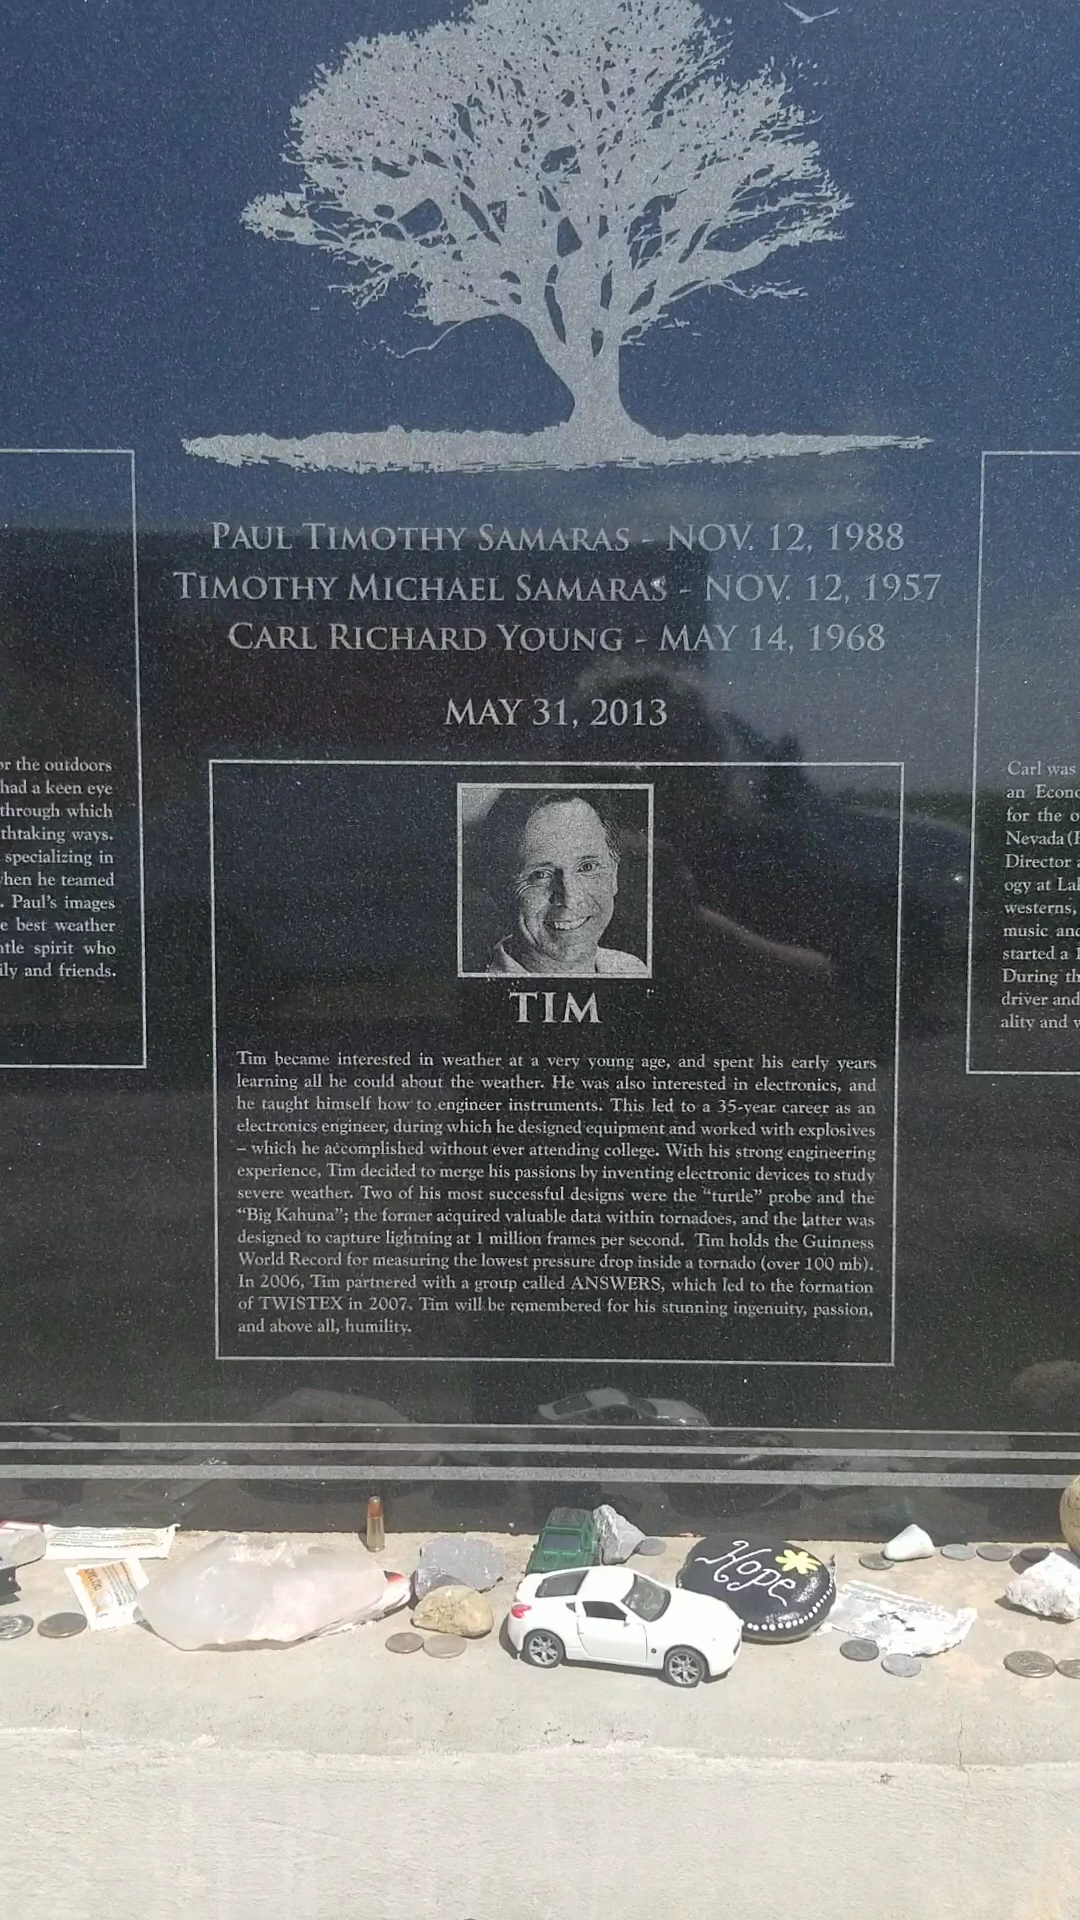 PAUL TIMOTHY SAMARAS - NOV. 12, 1988
TIMOTHY MICHAEL SAMARAS - NOV. 12, 1957
CARL RICHARD YOUNG - MAY 14, 1968
MAY 31, 2013
or the outdoors
had a keen eye
through which
thtaking ways.
specializing in
when he teamed
. Paul's images
e best weather
ntle spirit who
ily and friends.
TIM
Tim became interested in weather at a very young age, and spent his early years
learning all he could about the weather. He was also interested in electronics, and
he taught himself how to engineer instruments. This led to a 35-year career as an
electronics engineer, during which he designed equipment and worked with explosives
– which he accomplished without ever attending college. With his strong engineering
experience, Tim decided to merge his passions by inventing electronic devices to study
severe weather. Two of his most successful designs were the “turtle” probe and the
“Big Kahuna”; the former acquired valuable data within tornadoes, and the latter was
designed to capture lightning at 1 million frames per second. Tim holds the Guinness
World Record for measuring the lowest pressure drop inside a tornado (over 100 mb).
In 2006, Tim partnered with a group called ANSWERS, which led to the formation
of TWISTEX in 2007. Tim will be remembered for his stunning ingenuity, passion,
and above all, humility.
Carl was
an Econo
for the o
Nevada (
Director a
ogy at Lak
westerns,
music and
started a
During th
driver and
ality and w
Hope